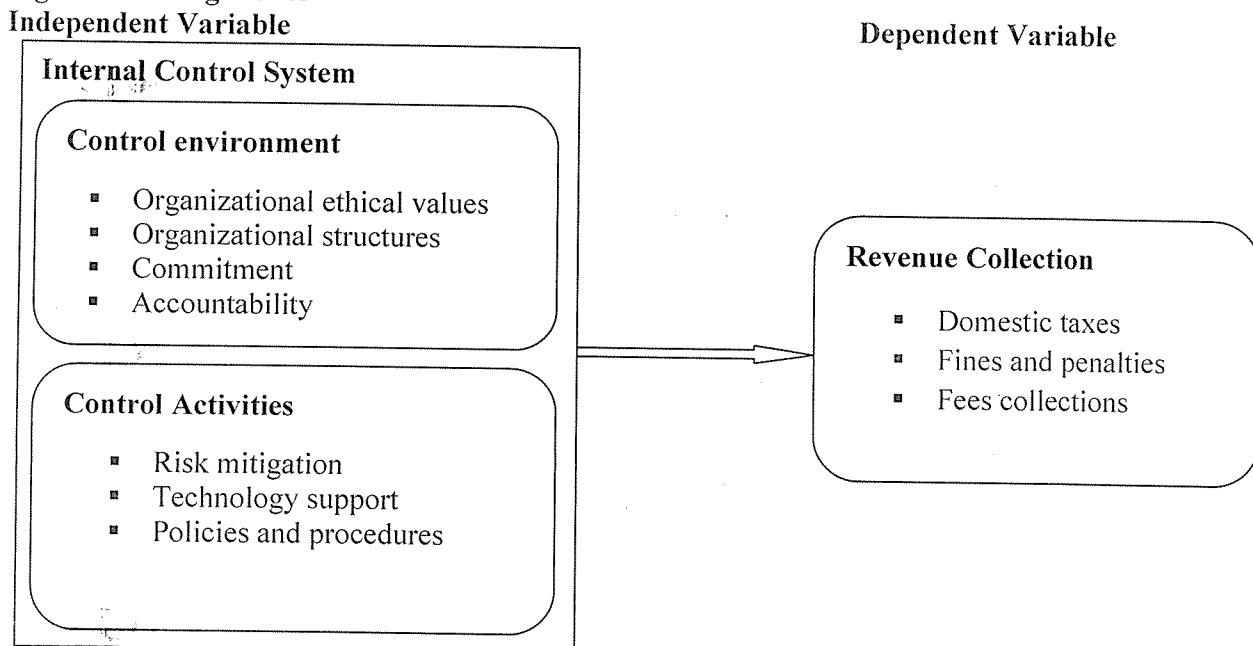 Independent Variable
Dependent Variable
Internal Control System
Control environment
▪ Organizational ethical values
▪ Organizational structures
▪ Commitment
▪ Accountability
Control Activities
▪ Risk mitigation
▪ Technology support
▪ Policies and procedures
Revenue Collection
▪ Domestic taxes
▪ Fines and penalties
▪ Fees collections